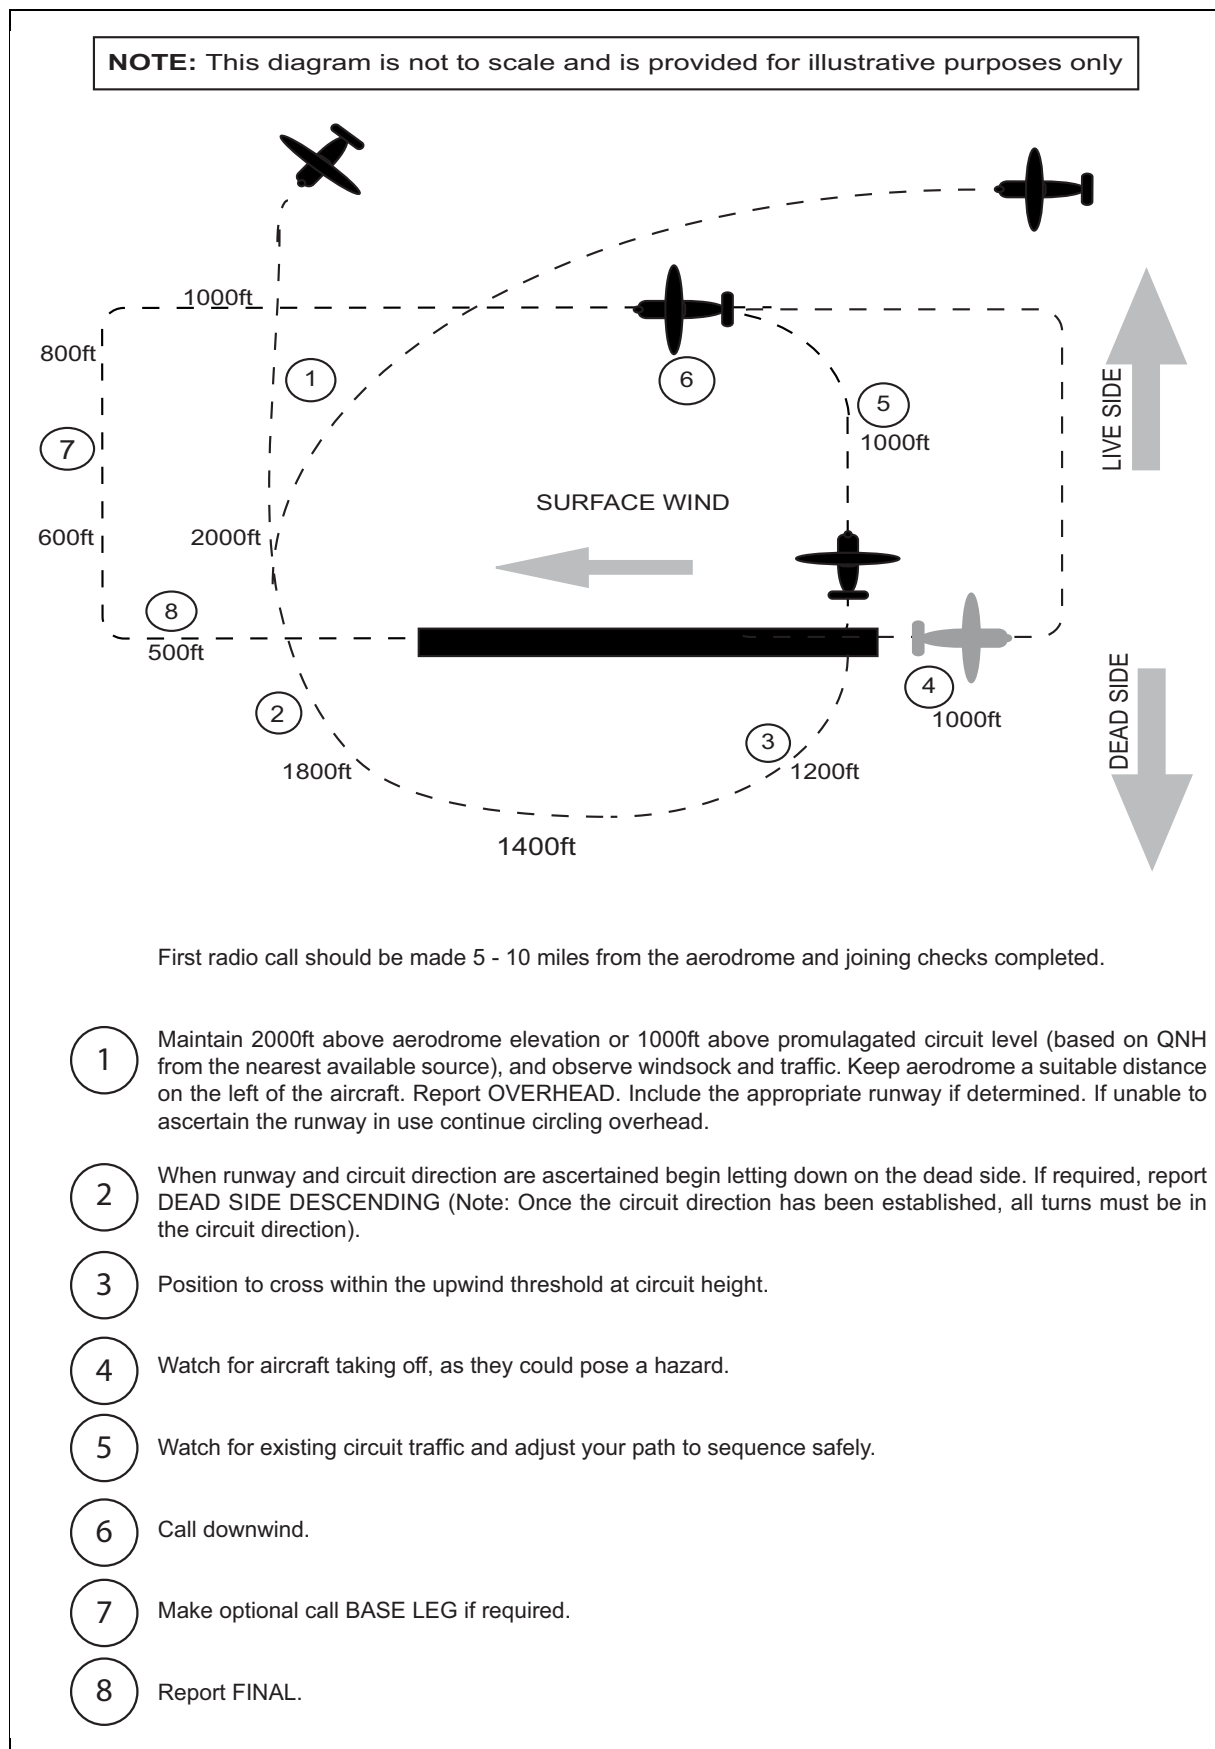 NOTE: This diagram is not to scale and is provided for illustrative purposes only
1000ft
800ft
1
6
5
1000ft
LIVE SIDE
7
SURFACE WIND
600ft
2000ft
8
500ft
4
1000ft
DEAD SIDE
2
3
1800ft
1200ft
1400ft
First radio call should be made 5 - 10 miles from the aerodrome and joining checks completed.
1
Maintain 2000ft above aerodrome elevation or 1000ft above promulagated circuit level (based on QNH
from the nearest available source), and observe windsock and traffic. Keep aerodrome a suitable distance
on the left of the aircraft. Report OVERHEAD. Include the appropriate runway if determined. If unable to
ascertain the runway in use continue circling overhead.
2
When runway and circuit direction are ascertained begin letting down on the dead side. If required, report
DEAD SIDE DESCENDING (Note: Once the circuit direction has been established, all turns must be in
the circuit direction).
3
Position to cross within the upwind threshold at circuit height.
4
Watch for aircraft taking off, as they could pose a hazard.
5
Watch for existing circuit traffic and adjust your path to sequence safely.
6
Call downwind.
7
Make optional call BASE LEG if required.
8
Report FINAL.